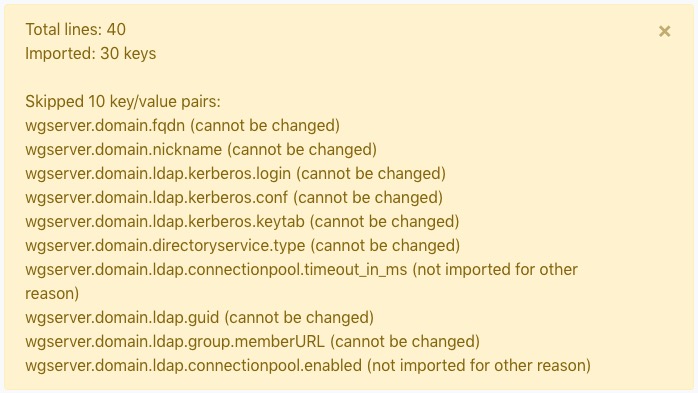 Total lines: 40
Imported: 30 keys
Skipped 10 key/value pairs:
wgserver.domain.fqdn (cannot be changed)
wgserver.domain.nickname (cannot be changed)
wgserver.domain.ldap.kerberos.login (cannot be changed)
wgserver.domain.ldap.kerberos.conf (cannot be changed)
wgserver.domain.ldap.kerberos.keytab (cannot be changed)
wgserver.domain.directoryservice.type (cannot be changed)
wgserver.domain.ldap.connectionpool.timeout_in_ms (not imported for other
reason)
wgserver.domain.ldap.guid (cannot be changed)
wgserver.domain.ldap.group.memberURL (cannot be changed)
wgserver.domain.ldap.connectionpool.enabled (not imported for other reason)